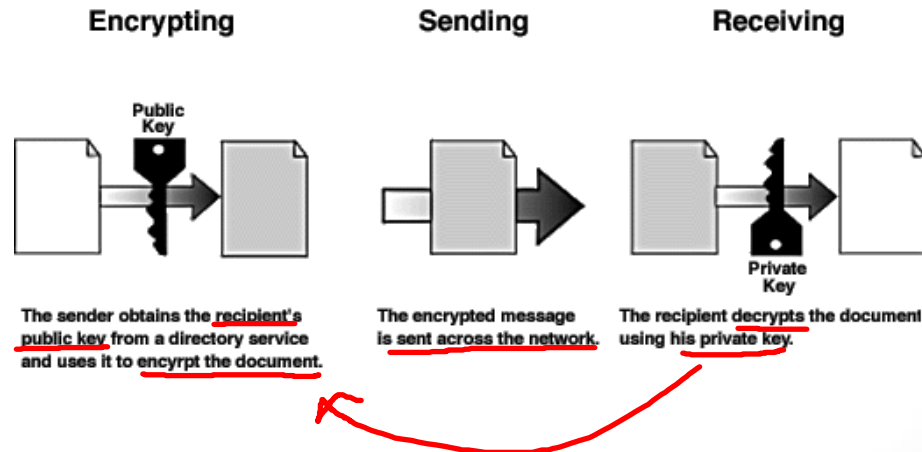 Encrypting
Sending
Receiving
Public
Key
Private
Key
The sender obtains the recipient's
public key from a directory service
and uses it to encyrpt the document.
The encrypted message
is sent across the network.
The recipient decrypts the document
using his private key.